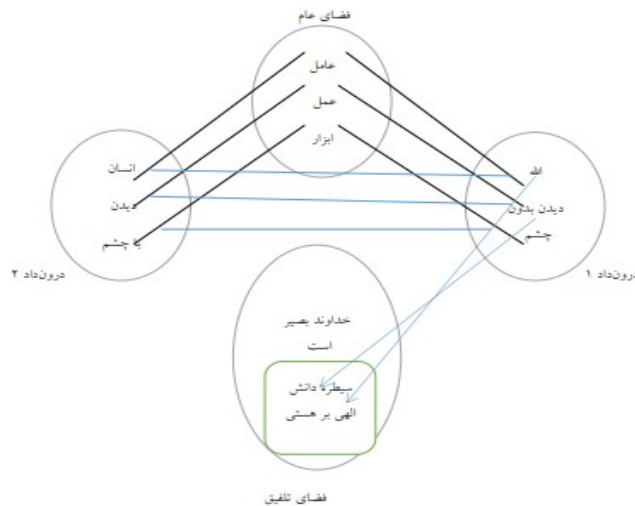 فضای عام
عامل
عمل
ابزار
الله
دیدن بدون
چشم
درون‌داد ۱
انسان
دیدن
با چشم
درون‌داد ۲
خداوند بصیر
است
سیطره دانش
الهی بر هستی
فضای تلفیق